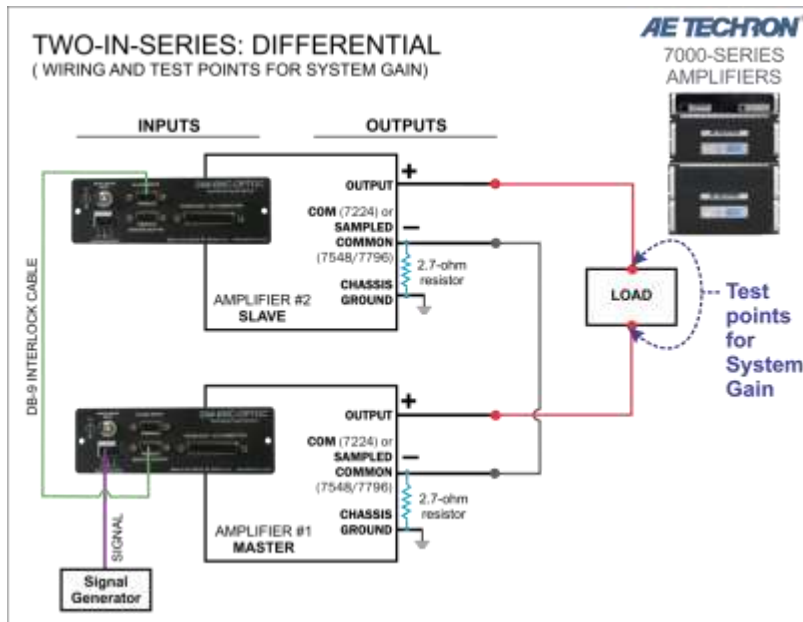 TWO-IN-SERIES: DIFFERENTIAL
( WIRING AND TEST POINTS FOR SYSTEM GAIN)
AE TECHRON
7000-SERIES
AMPLIFIERS
INPUTS
OUTPUTS
+
OUTPUT
COM (7224) or
SAMPLED
COMMON
(7548/7796)
–
2.7-ohm
resistor
CHASSIS
GROUND
AMPLIFIER #2
SLAVE
DB-9 INTERLOCK CABLE
LOAD
Test
points
for
System
Gain
+
OUTPUT
COM (7224) or
SAMPLED
COMMON
(7548/7796)
–
2.7-ohm
resistor
CHASSIS
GROUND
AMPLIFIER #1
MASTER
SIGNAL
Signal
Generator